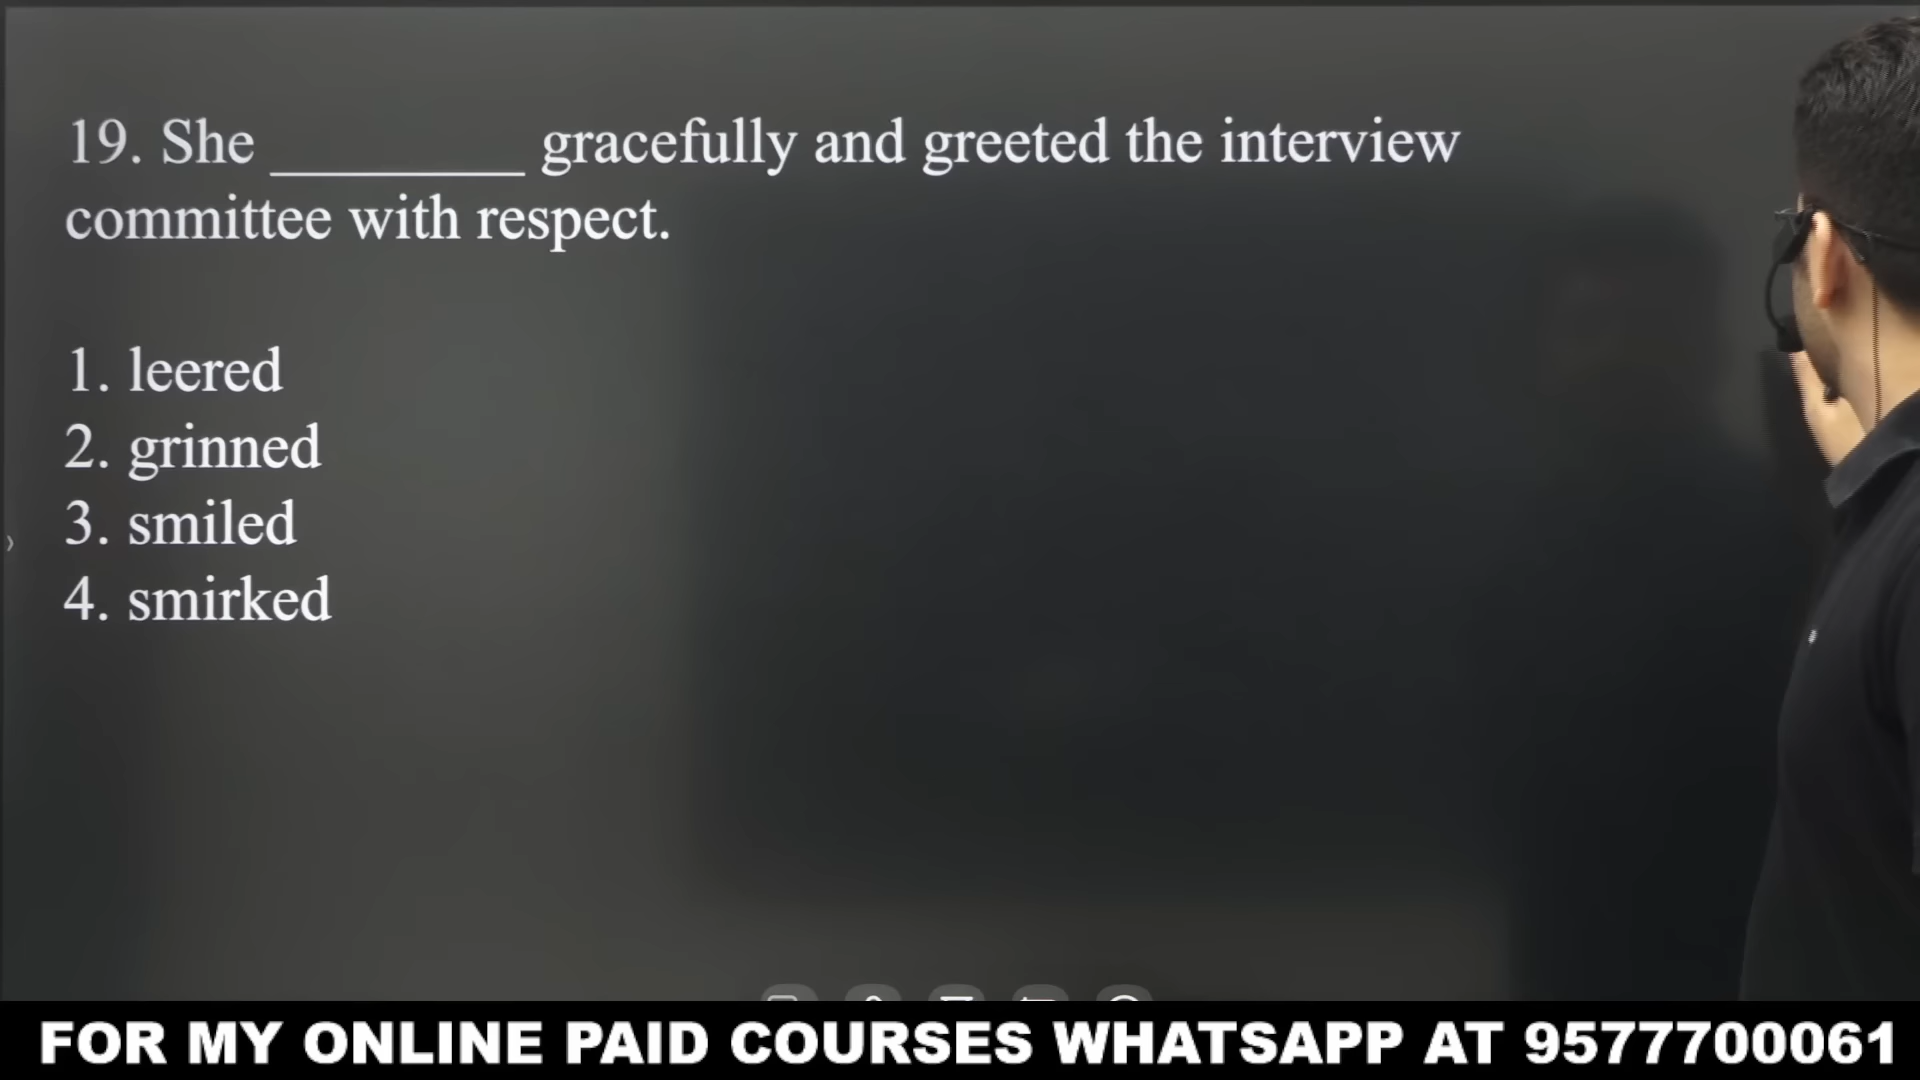 19. She _________ gracefully and greeted the interview
committee with respect.
1. leered
2. grinned
3. smiled
4. smirked
FOR MY ONLINE PAID COURSES WHATSAPP AT 9577700061